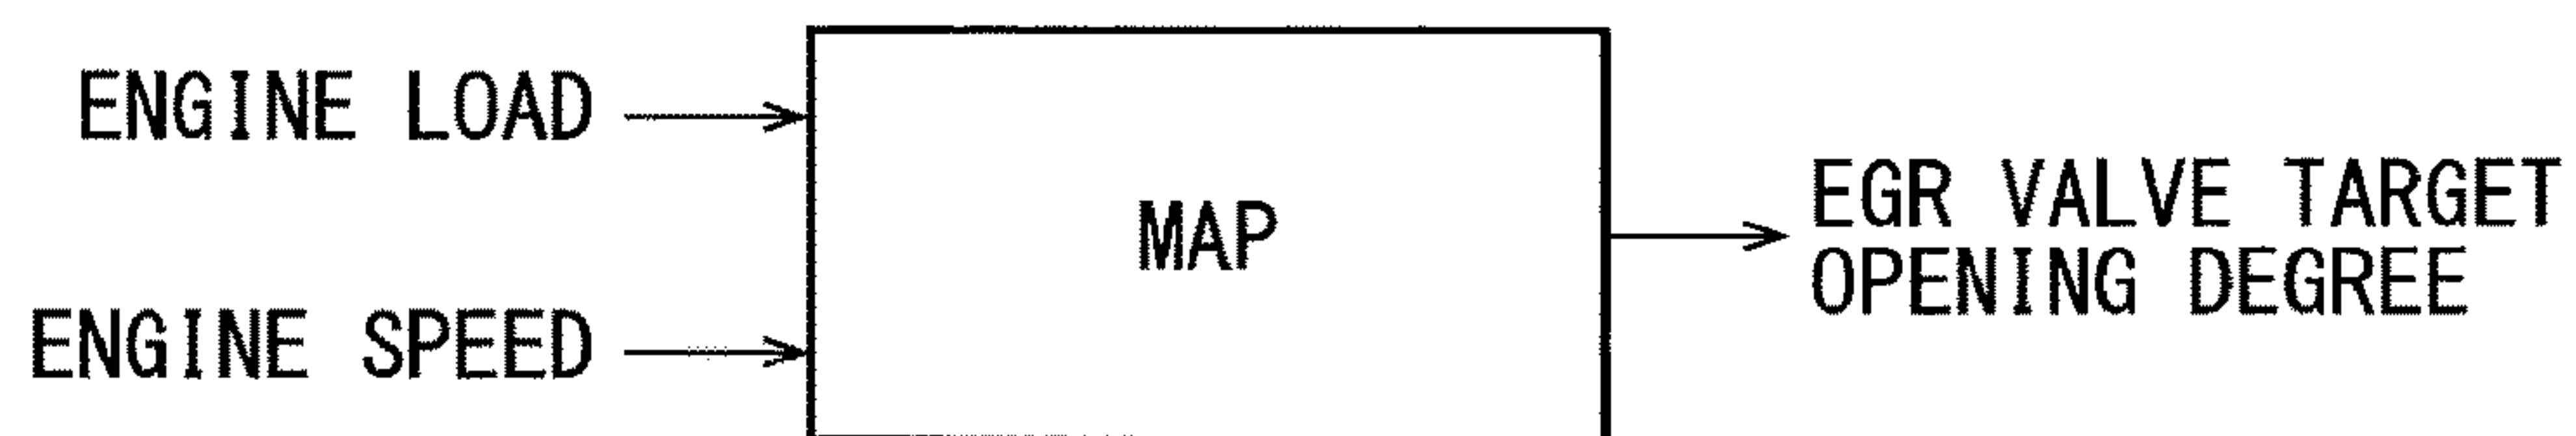 ENGINE LOAD
MAP
EGR VALVE TARGET
OPENING DEGREE
ENGINE SPEED